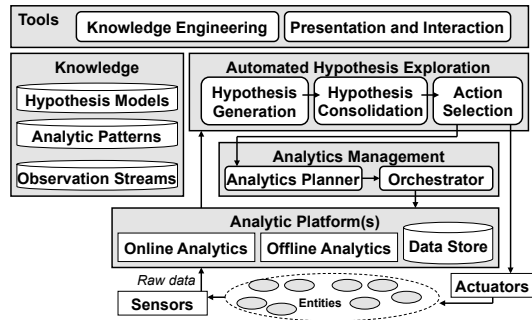 Tools
Knowledge Engineering
Presentation and Interaction
Knowledge
Hypothesis Models
Analytic Patterns
Observation Streams
Automated Hypothesis Exploration
Hypothesis
Generation
Hypothesis
Consolidation
Action
Selection
Analytics Management
Analytics Planner
Orchestrator
Analytic Platform(s)
Online Analytics
Offline Analytics
Data Store
Raw data
Sensors
Entities
Actuators